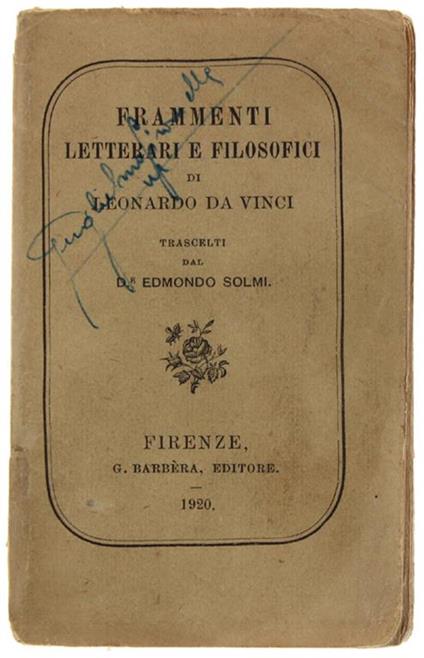 FRAMMENTI
LETTERARI E FILOSOFICI
DI
LEONARDO DA VINCI
TRASCELTI
DAL
D.R EDMONDO SOLMI.
FIRENZE,
G. BARBÈRA, EDITORE.
1920.